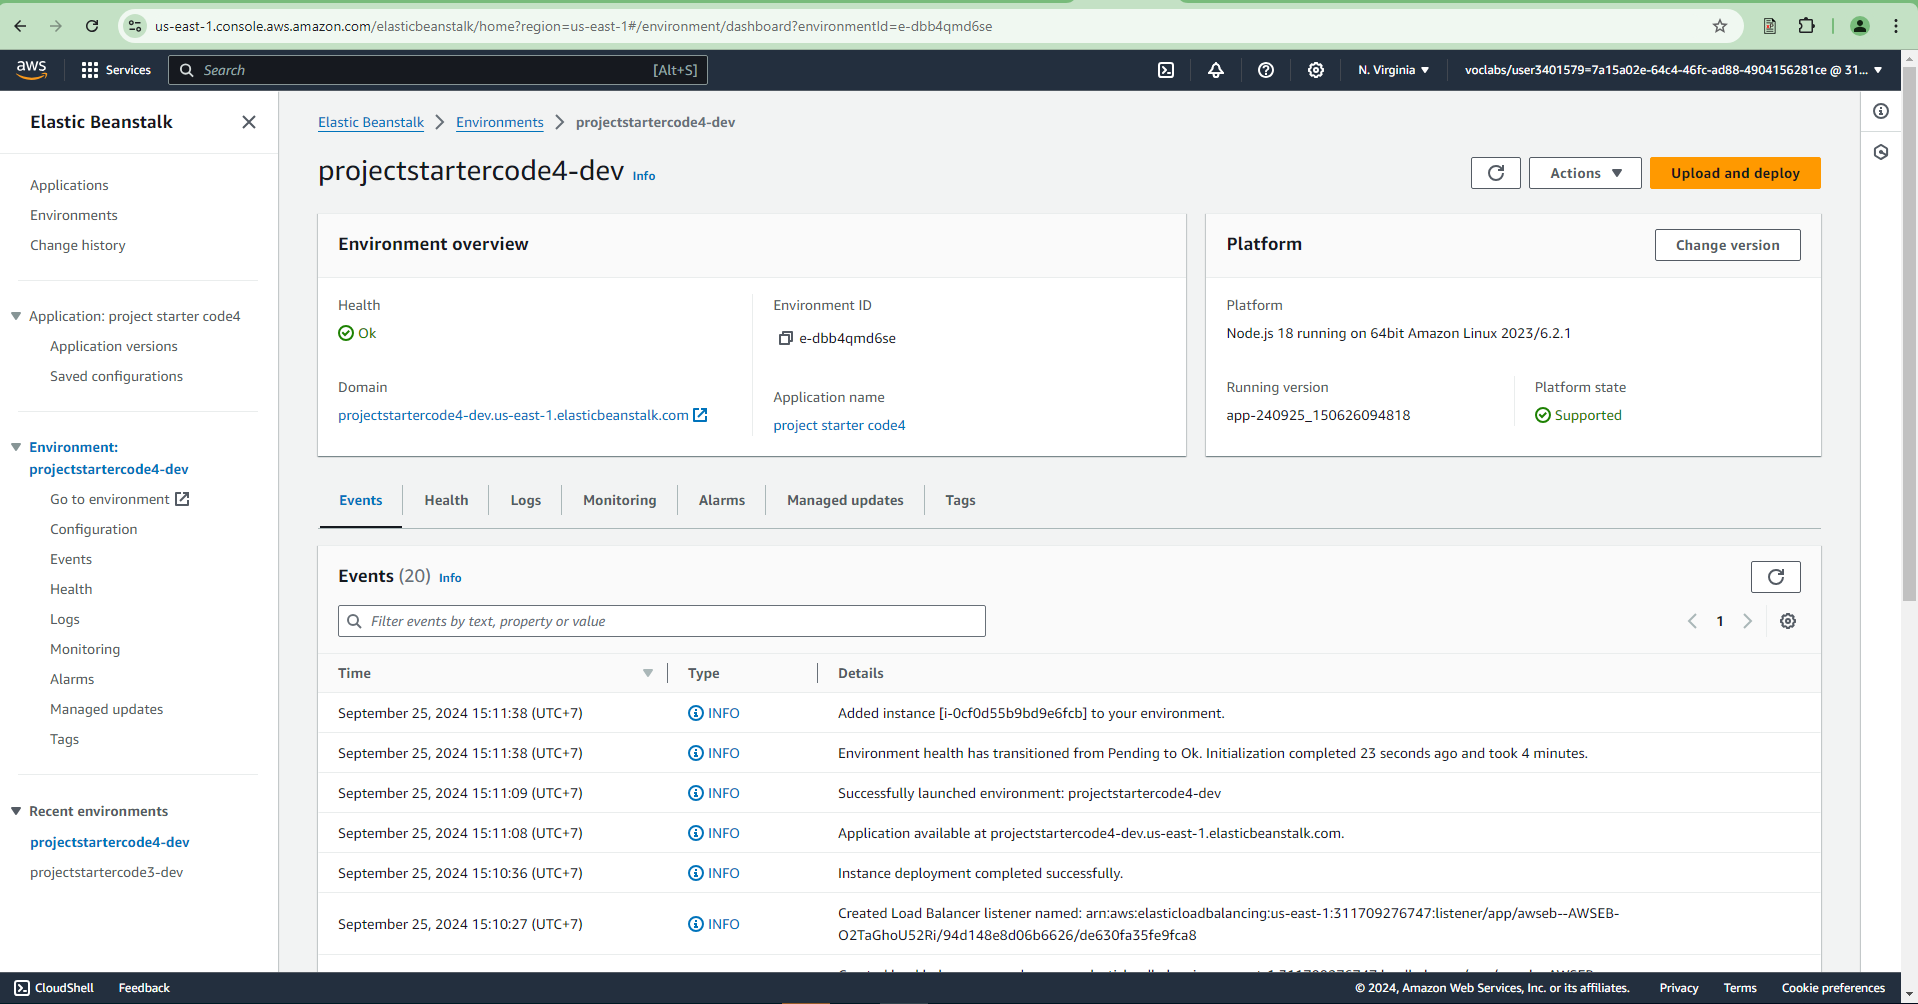 us-east-1.console.aws.amazon.com/elasticbeanstalk/home?region=us-east-1#/environment/dashboard?environmentId=e-dbb4qmd6se
aws
Services
Search
[Alt+S]
N. Virginia
voclabs/user3401579=7a15a02e-64c4-46fc-ad88-4904156281ce @ 31...
Elastic Beanstalk
Applications
Environments
Change history
Application: project starter code4
Application versions
Saved configurations
Environment:
projectstartercode4-dev
Go to environment
Configuration
Events
Health
Logs
Monitoring
Alarms
Managed updates
Tags
Recent environments
projectstartercode4-dev
projectstartercode3-dev
Elastic Beanstalk > Environments > projectstartercode4-dev
projectstartercode4-dev Info
Actions
Upload and deploy
Environment overview
Health
Ok
Domain
projectstartercode4-dev.us-east-1.elasticbeanstalk.com
Environment ID
e-dbb4qmd6se
Application name
project starter code4
Platform
Change version
Platform
Node.js 18 running on 64bit Amazon Linux 2023/6.2.1
Running version
app-240925_150626094818
Platform state
Supported
Events Health Logs Monitoring Alarms Managed updates Tags
Events (20) Info
Filter events by text, property or value
1
Time Type Details
September 25, 2024 15:11:38 (UTC+7) INFO Added instance [i-0cf0d55b9bd9e6fcb] to your environment.
September 25, 2024 15:11:38 (UTC+7) INFO Environment health has transitioned from Pending to Ok. Initialization completed 23 seconds ago and took 4 minutes.
September 25, 2024 15:11:09 (UTC+7) INFO Successfully launched environment: projectstartercode4-dev
September 25, 2024 15:11:08 (UTC+7) INFO Application available at projectstartercode4-dev.us-east-1.elasticbeanstalk.com.
September 25, 2024 15:10:36 (UTC+7) INFO Instance deployment completed successfully.
September 25, 2024 15:10:27 (UTC+7) INFO Created Load Balancer listener named: arn:aws:elasticloadbalancing:us-east-1:311709276747:listener/app/awseb--AWSEB-
O2TaGhoU52Ri/94d148e8d06b6626/de630fa35fe9fca8
CloudShell
Feedback
© 2024, Amazon Web Services, Inc. or its affiliates.
Privacy
Terms
Cookie preferences